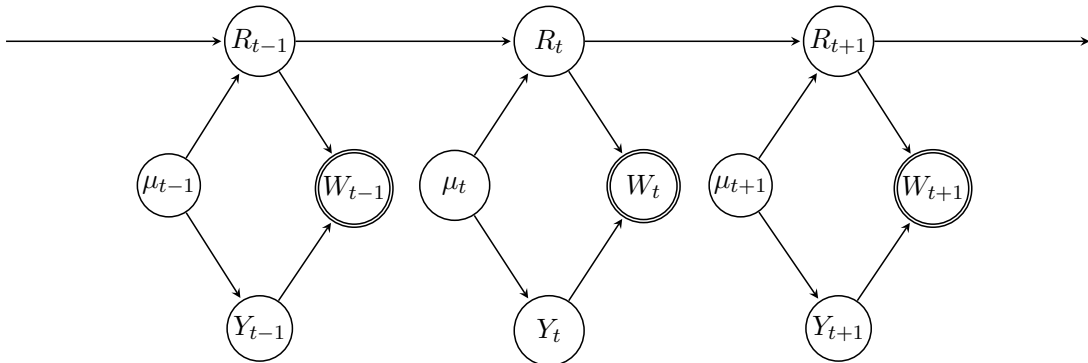 R_{t-1} R_t R_{t+1}
μ_{t-1} W_{t-1} μ_t W_t μ_{t+1} W_{t+1}
Y_{t-1} Y_t Y_{t+1}